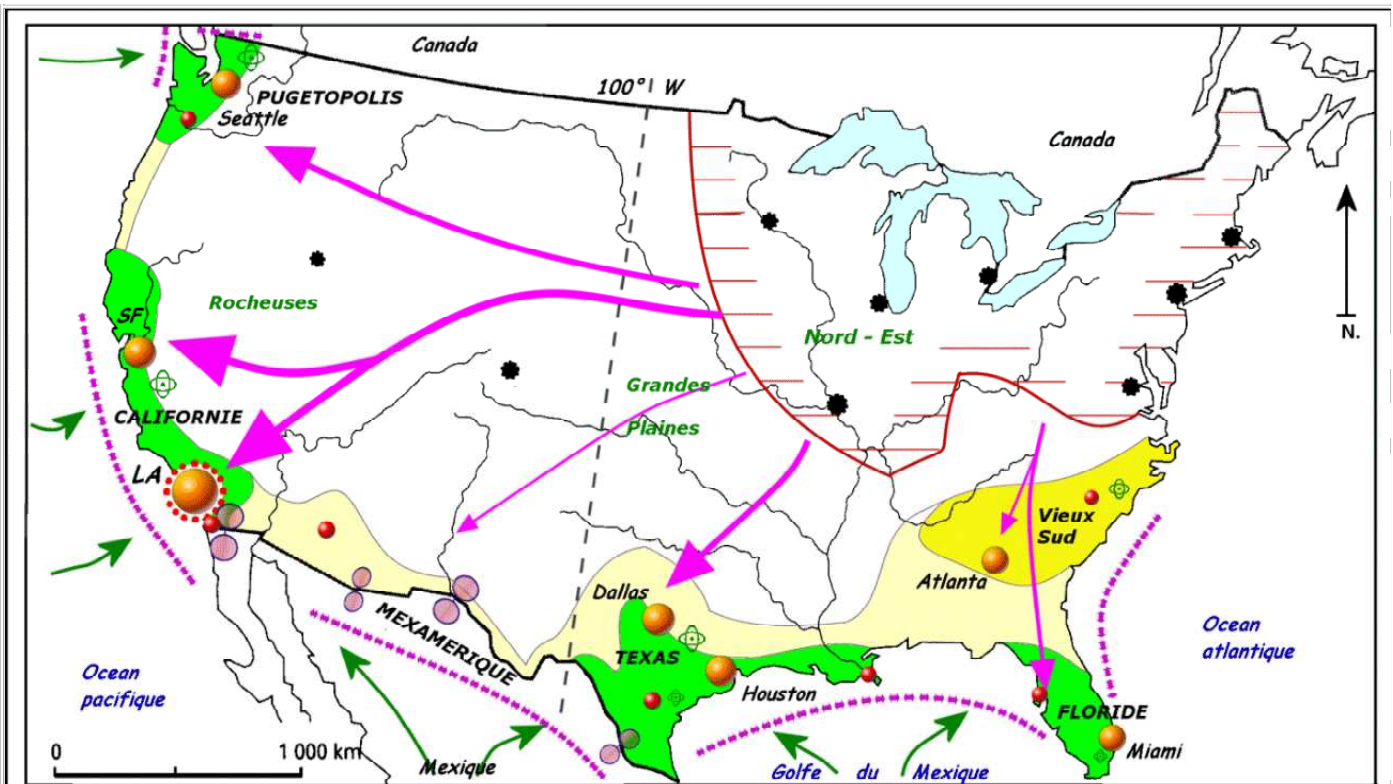 Canada
100° W
PUGETOPOLIS
Seattle
Canada
Rocheuses
SF
Nord - Est
N.
Grandes
Plaines
CALIFORNIE
LA
Vieux
Sud
Atlanta
Dallas
MEXAMERIQUE
TEXAS
Houston
Ocean
atlantique
Ocean
pacifique
FLORIDE
Miami
0 1 000 km
Mexique
Golfe du Mexique